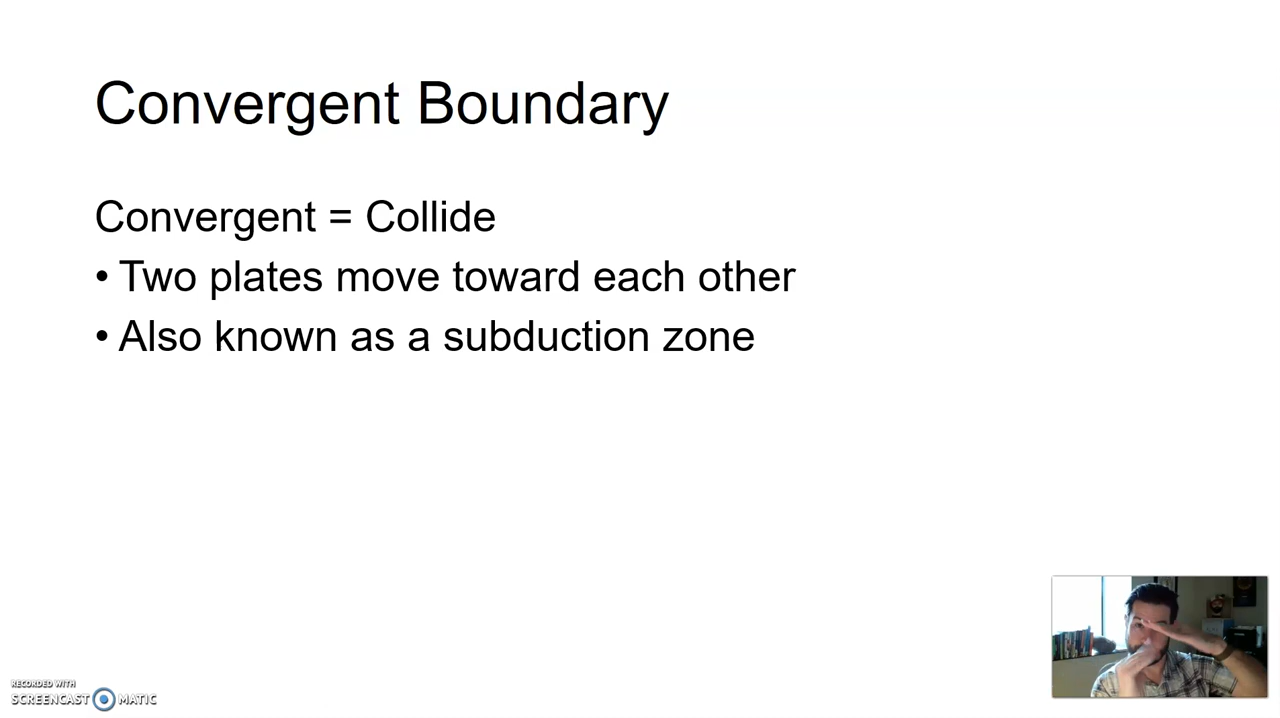 Convergent Boundary
Convergent = Collide
• Two plates move toward each other
• Also known as a subduction zone
RECORDED WITH
SCREENCAST MATIC